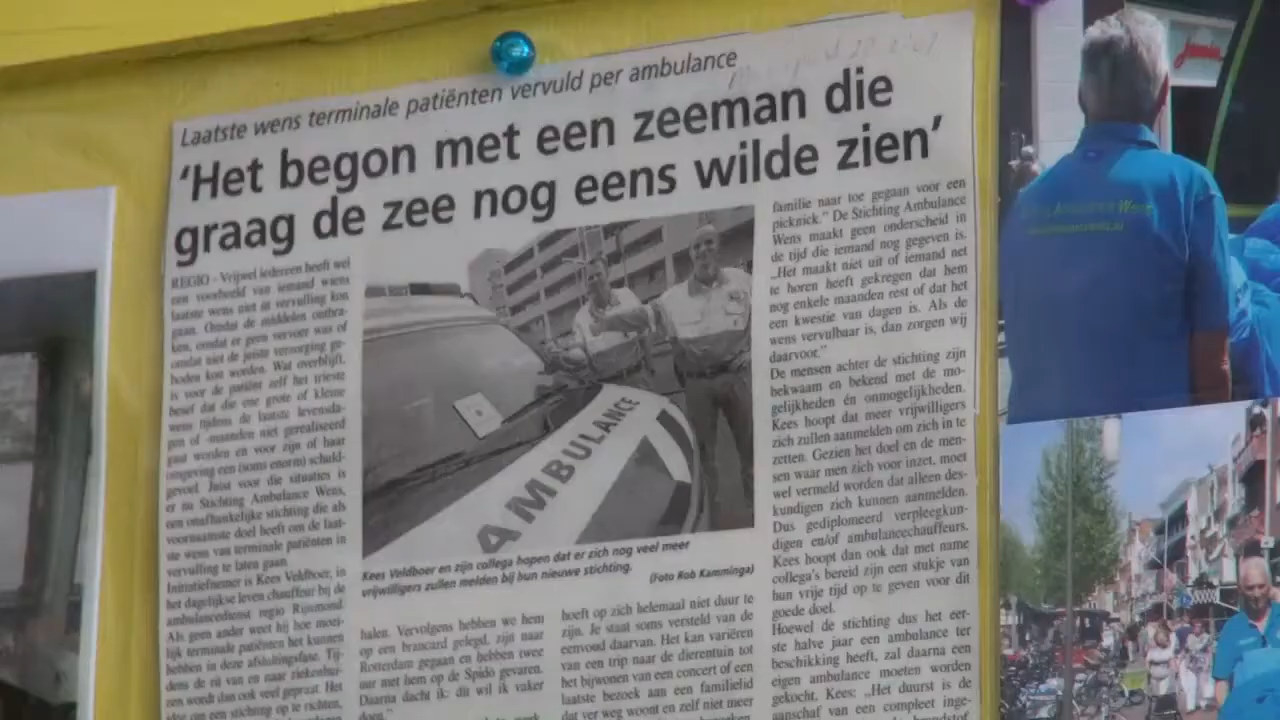 Laatste wens terminale patiënten vervuld per ambulance
‘Het begon met een zeeman die
graag de zee nog eens wilde zien’
REGIO - Vrijwel iedereen heeft wel
een voorbeeld van iemand wiens
laatste wens niet in vervulling kon
gaan. Omdat de middelen ontbra-
ken, omdat er geen vervoer was of
omdat niet de juiste verzorging ge-
boden kon worden. Wat overblijft,
is voor de patiënt zelf het trieste
besef dat die ene grote of kleine
wens tijdens de laatste levensda-
gen of -maanden niet gerealiseerd
gaat worden en voor zijn of haar
omgeving een (soms enorm) schuld-
gevoel. Juist voor die situaties is
er nu Stichting Ambulance Wens,
een onafhankelijke stichting die als
voornaamste doel heeft om de laat-
ste wens van terminale patiënten in
vervulling te laten gaan.
Initiatiefnemer is Kees Veldboer, in
het dagelijkse leven chauffeur bij de
ambulancedienst regio Rijnmond.
Als geen ander weet hij hoe moei-
lijk terminale patiënten het kunnen
hebben in deze afsluitingsfase. Tij-
dens de rit van en naar ziekenhui-
zen wordt dan ook veel gepraat. Het
idee om een stichting op te richten,
Kees Veldboer en zijn collega hopen dat er zich nog veel meer
vrijwilligers zullen melden bij hun nieuwe stichting.
(Foto Rob Kamminga)
AMBULANCE
halen. Vervolgens hebben we hem
op een brancard gelegd, zijn naar
Rotterdam gegaan en hebben twee
uur met hem op de Spido gevaren.
Daarna dacht ik: dit wil ik vaker
doen.”
heeft op zich helemaal niet duur te
zijn. Je staat soms versteld van de
eenvoud daarvan. Het kan variëren
van een trip naar de dierentuin tot
het bijwonen van een concert of een
laatste bezoek aan een familielid
dat ver weg woont en zelf niet meer
familie naar toe gegaan voor een
picknick.” De Stichting Ambulance
Wens maakt geen onderscheid in
de tijd die iemand nog gegeven is.
„Het maakt niet uit of iemand net
te horen heeft gekregen dat hem
nog enkele maanden rest of dat het
een kwestie van dagen is. Als de
wens vervulbaar is, dan zorgen wij
daarvoor.”
De mensen achter de stichting zijn
bekwaam en bekend met de mo-
gelijkheden én onmogelijkheden.
Kees hoopt dat meer vrijwilligers
zich zullen aanmelden om zich in te
zetten. Gezien het doel en de men-
sen waar men zich voor inzet, moet
wel vermeld worden dat alleen des-
kundigen zich kunnen aanmelden.
Dus gediplomeerd verpleegkun-
digen en/of ambulancechauffeurs.
Kees hoopt dan ook dat met name
collega’s bereid zijn een stukje van
hun vrije tijd op te geven voor dit
goede doel.
Hoewel de stichting dus het eer-
ste halve jaar een ambulance ter
beschikking heeft, zal daarna een
eigen ambulance moeten worden
gekocht. Kees: „Het duurst is de
aanschaf van een compleet inge-
Ambulance Wens